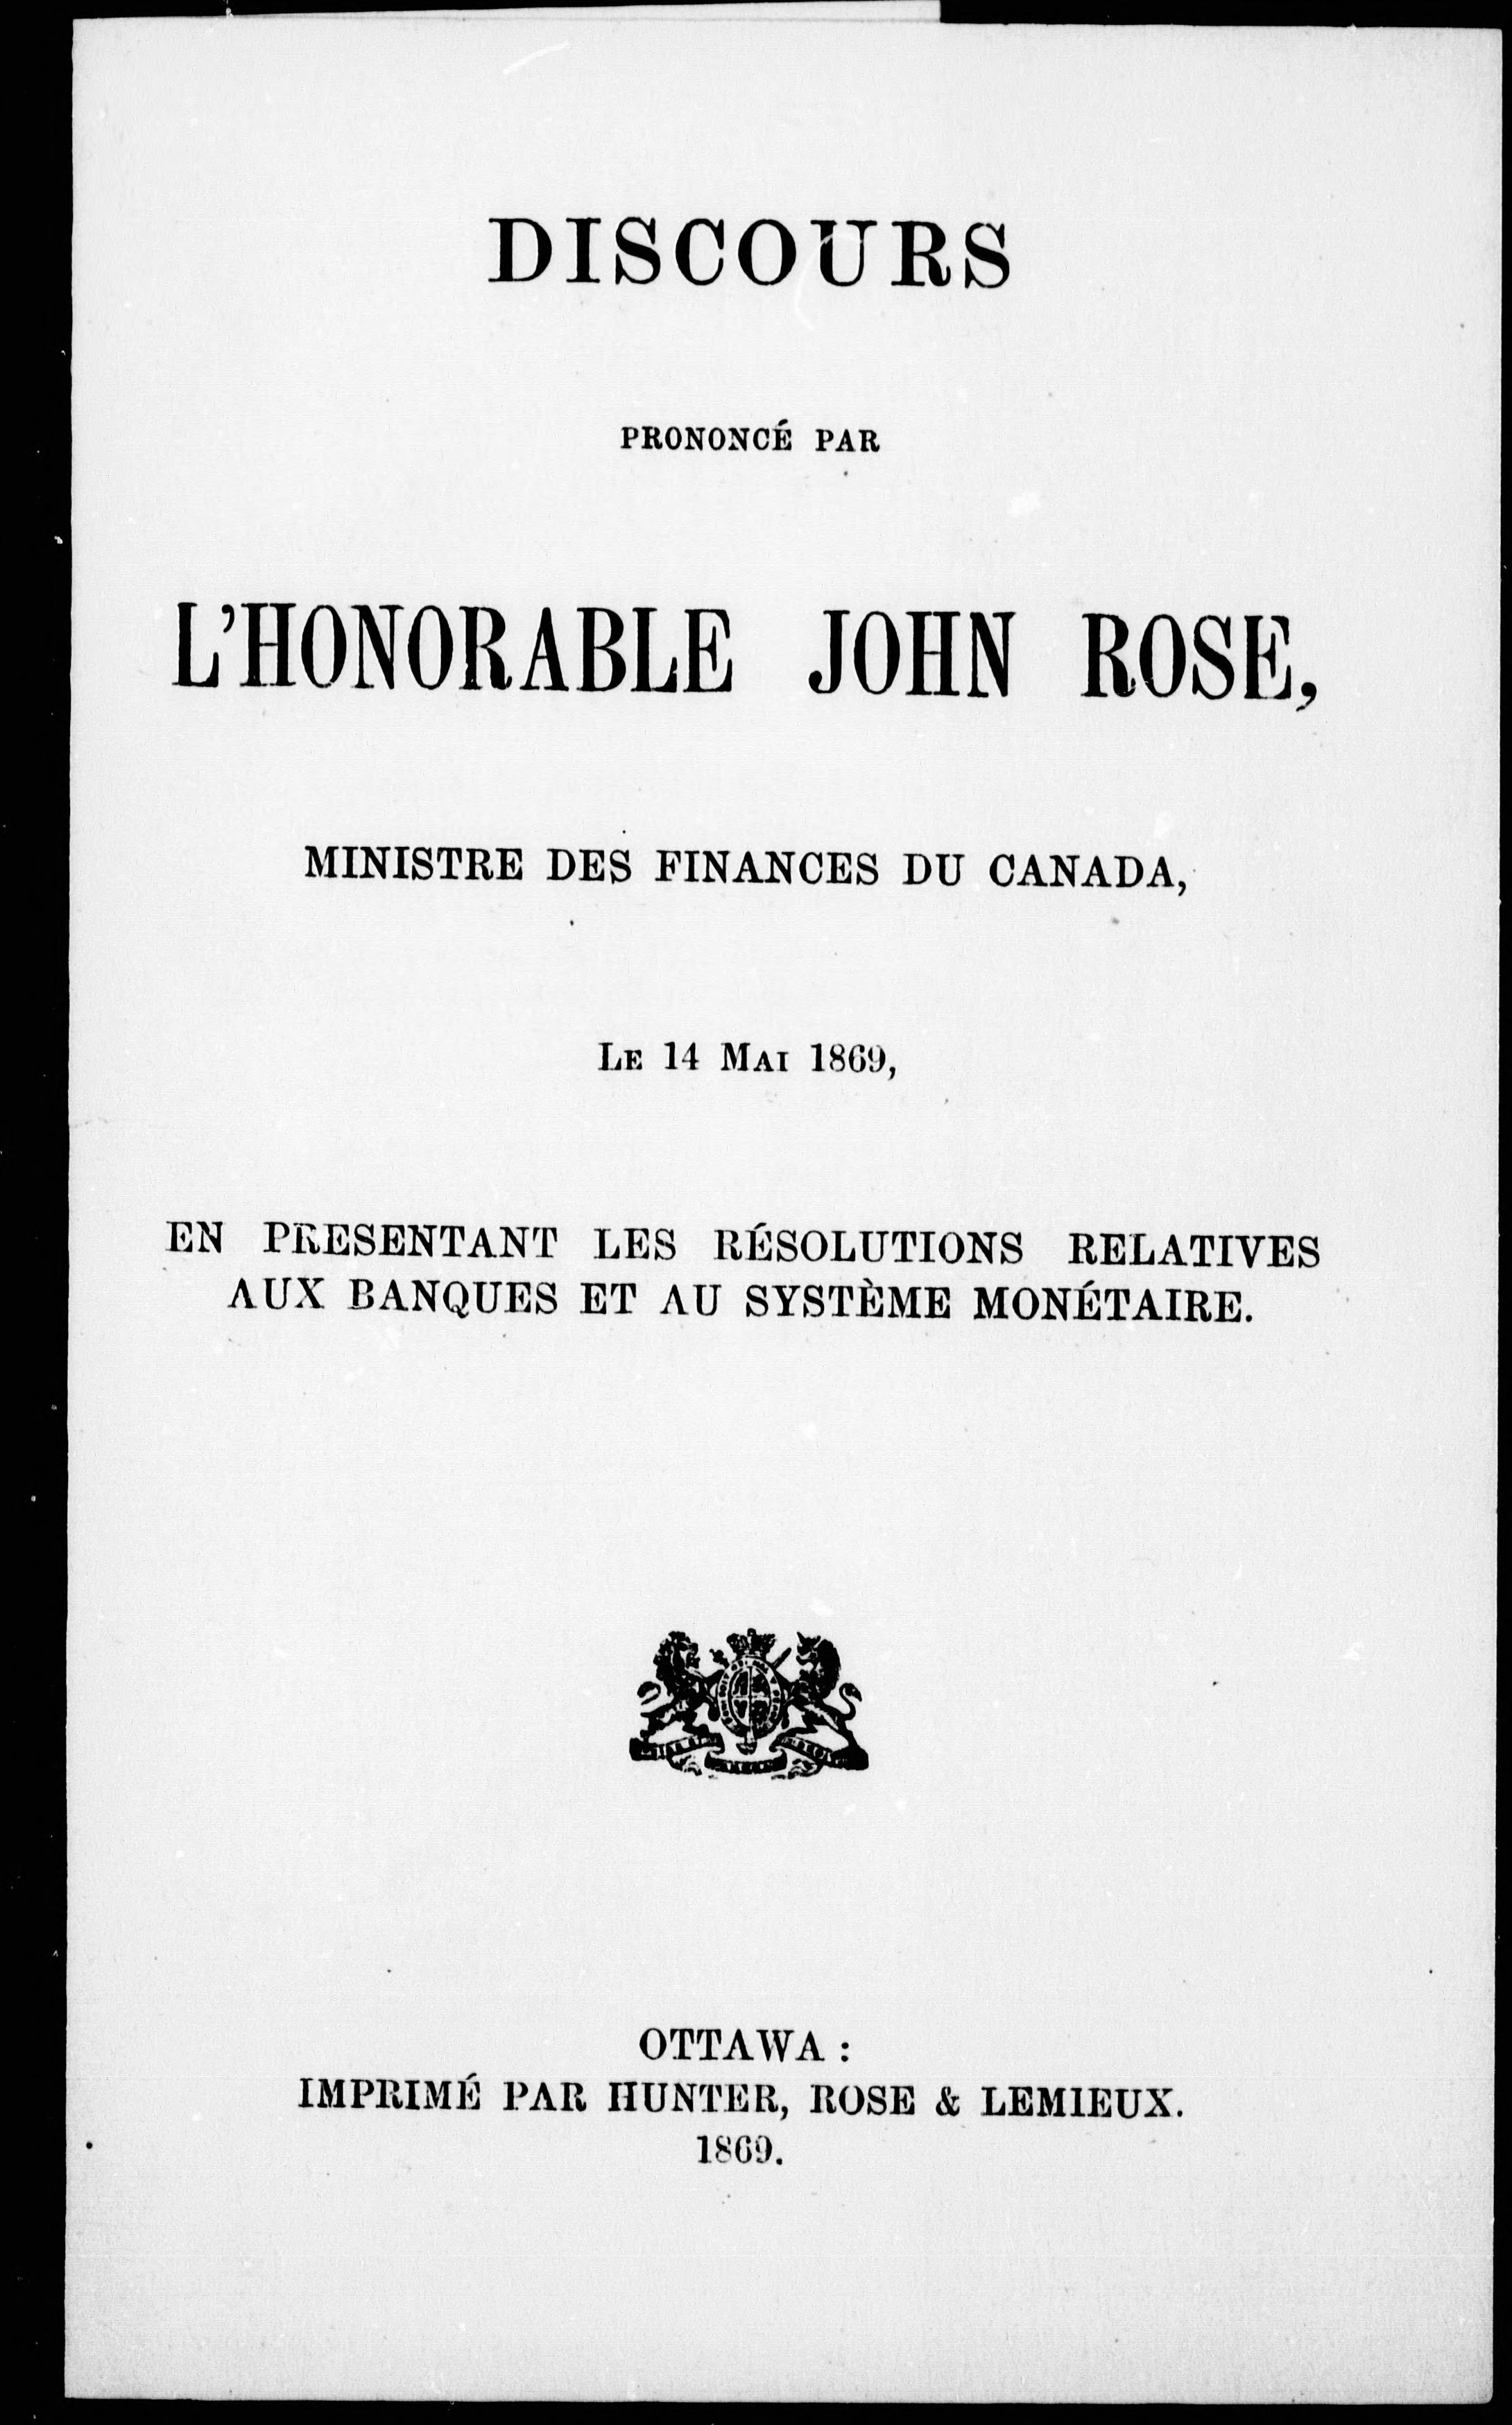 DISCOURS
PRONONCÉ PAR
L'HONORABLE JOHN ROSE,
MINISTRE DES FINANCES DU CANADA,
LE 14 MAI 1869,
EN PRESENTANT LES RÉSOLUTIONS RELATIVES
AUX BANQUES ET AU SYSTÈME MONÉTAIRE.
OTTAWA :
IMPRIMÉ PAR HUNTER, ROSE & LEMIEUX.
1869.